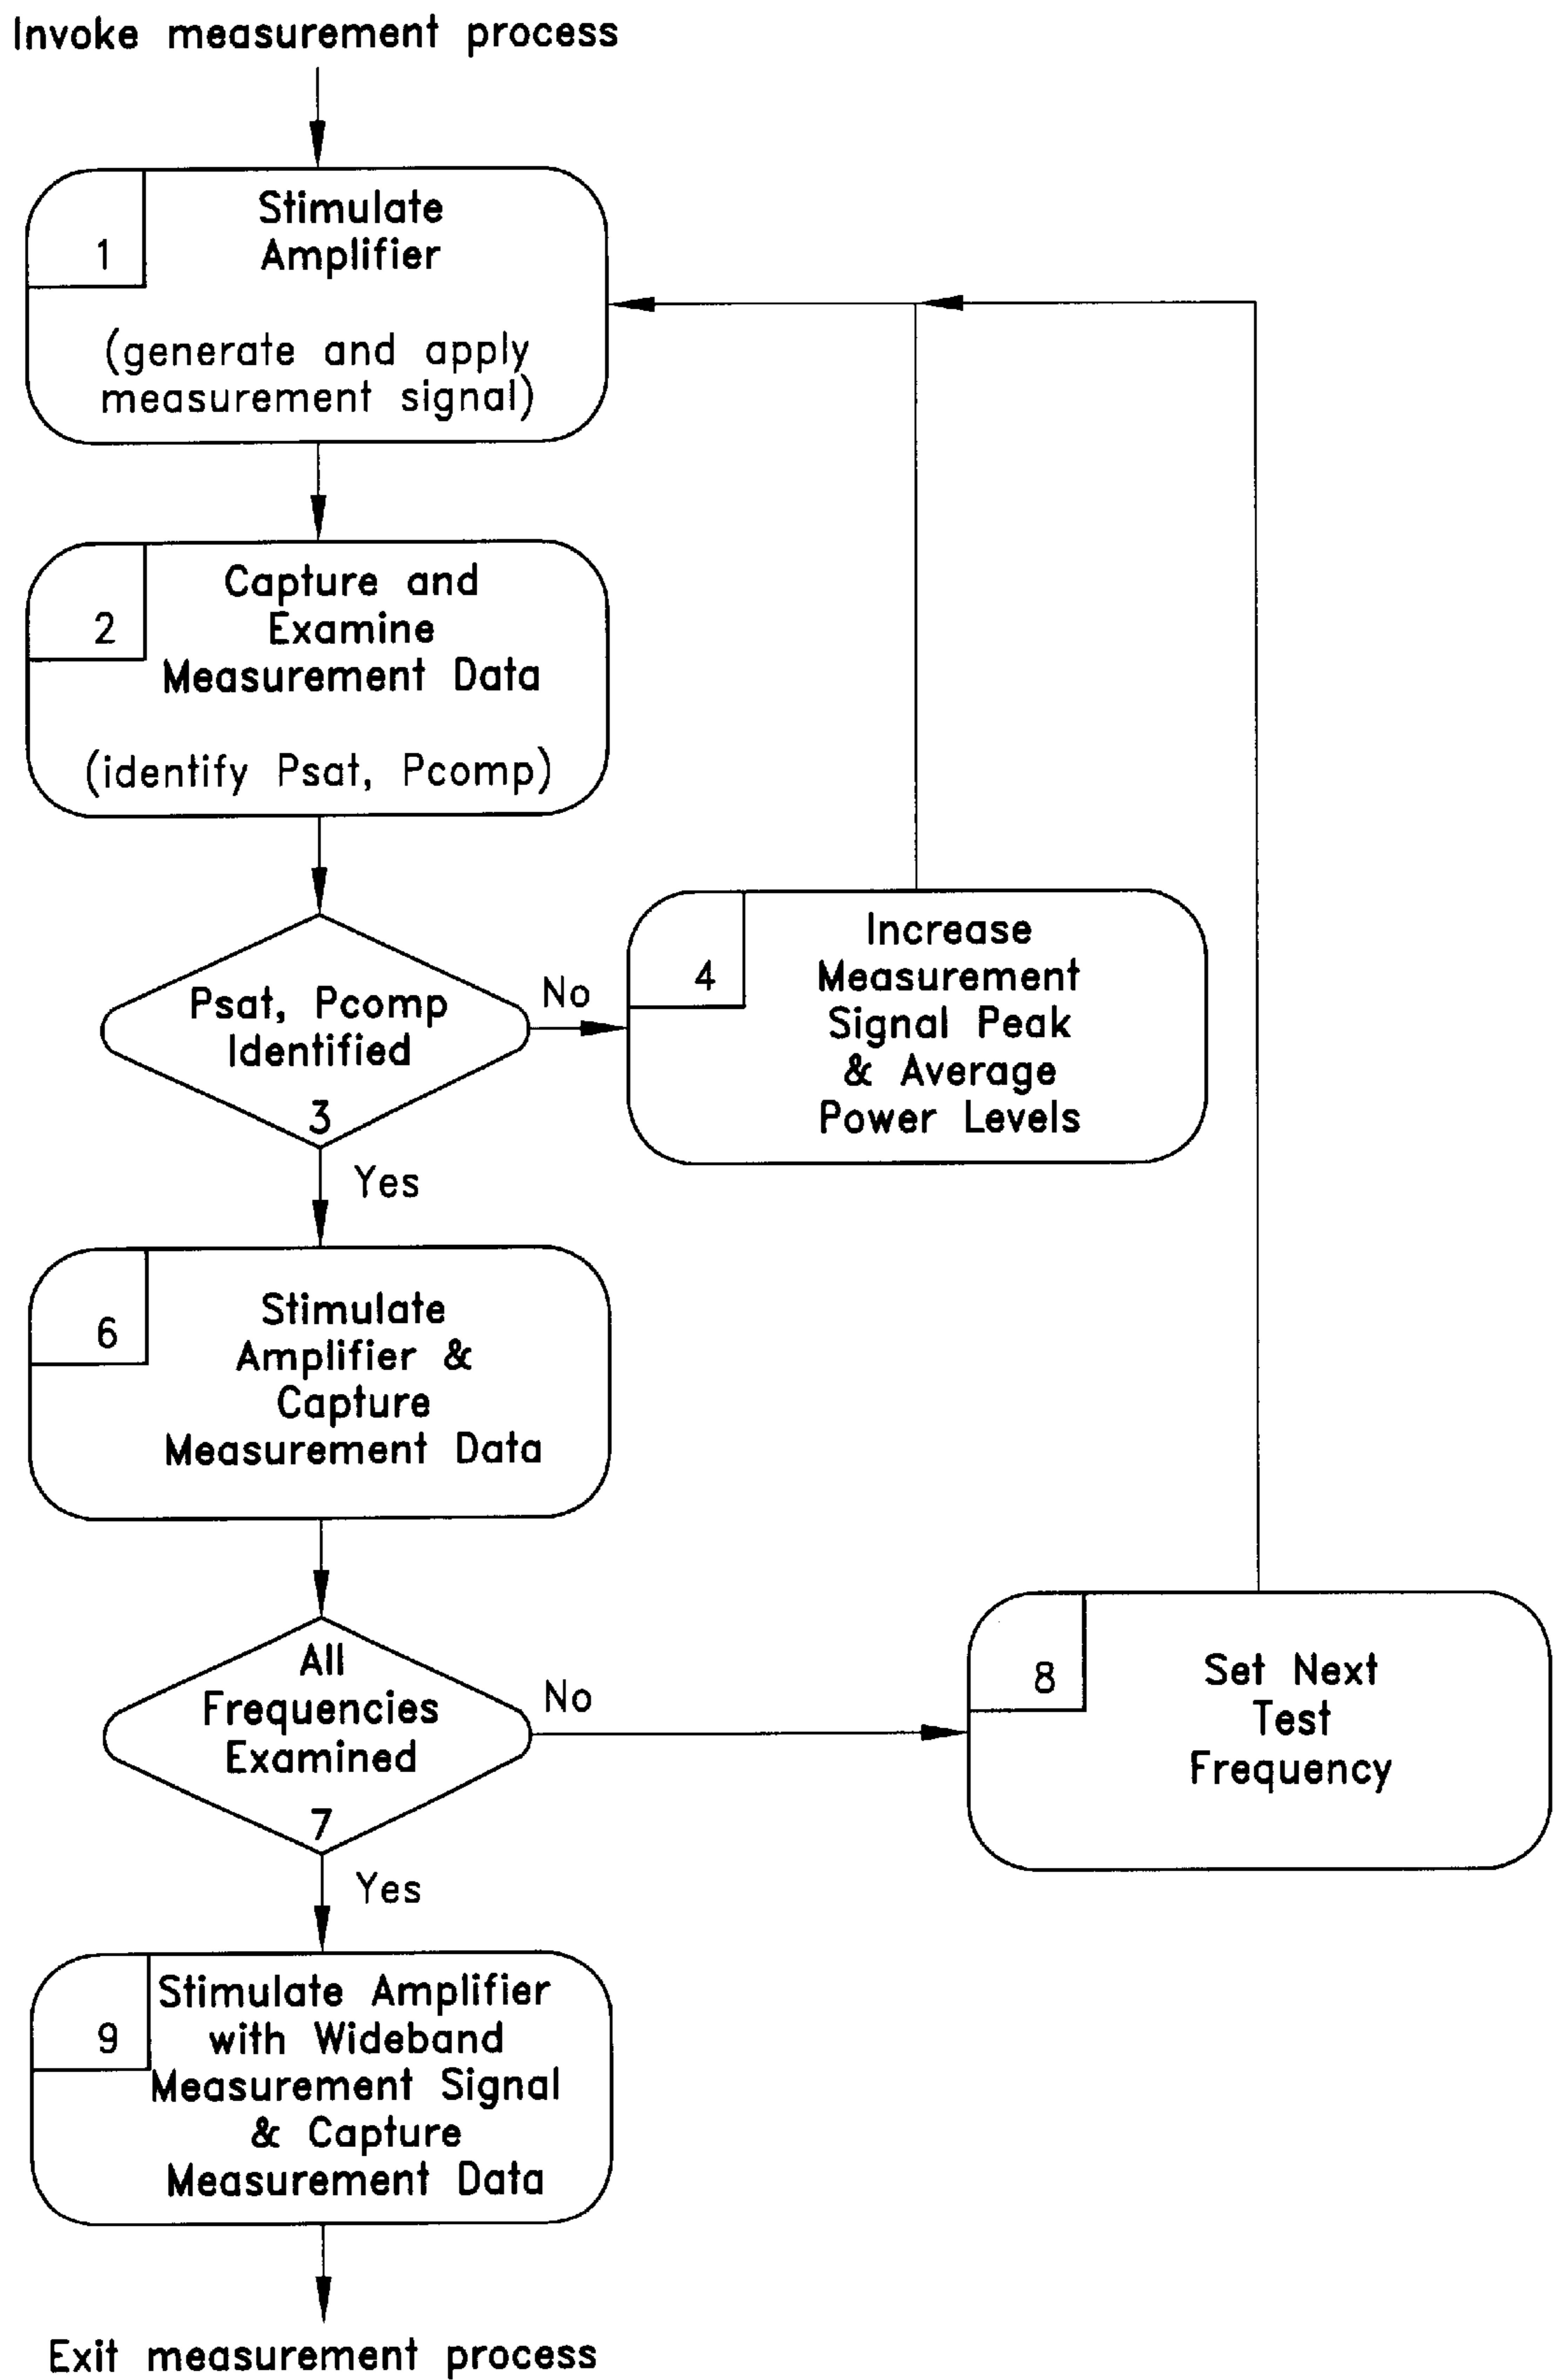 Invoke measurement process
1
Stimulate
Amplifier
(generate and apply
measurement signal)
2
Capture and
Examine
Measurement Data
(identify Psat, Pcomp)
Psat, Pcomp
Identified
3
No
Yes
4
Increase
Measurement
Signal Peak
& Average
Power Levels
6
Stimulate
Amplifier &
Capture
Measurement Data
All
Frequencies
Examined
7
No
Yes
8
Set Next
Test
Frequency
9
Stimulate Amplifier
with Wideband
Measurement Signal
& Capture
Measurement Data
Exit measurement process